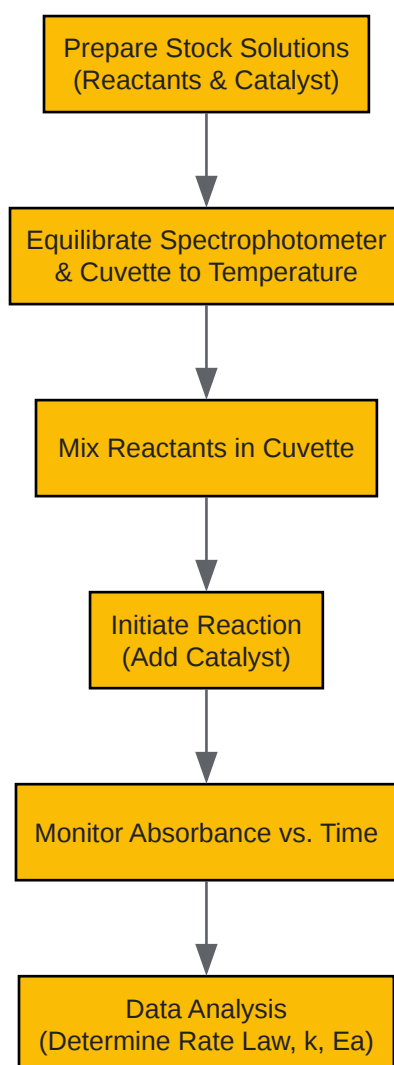 Prepare Stock Solutions
(Reactants & Catalyst)
Equilibrate Spectrophotometer
& Cuvette to Temperature
Mix Reactants in Cuvette
Initiate Reaction
(Add Catalyst)
Monitor Absorbance vs. Time
Data Analysis
(Determine Rate Law, k, Ea)